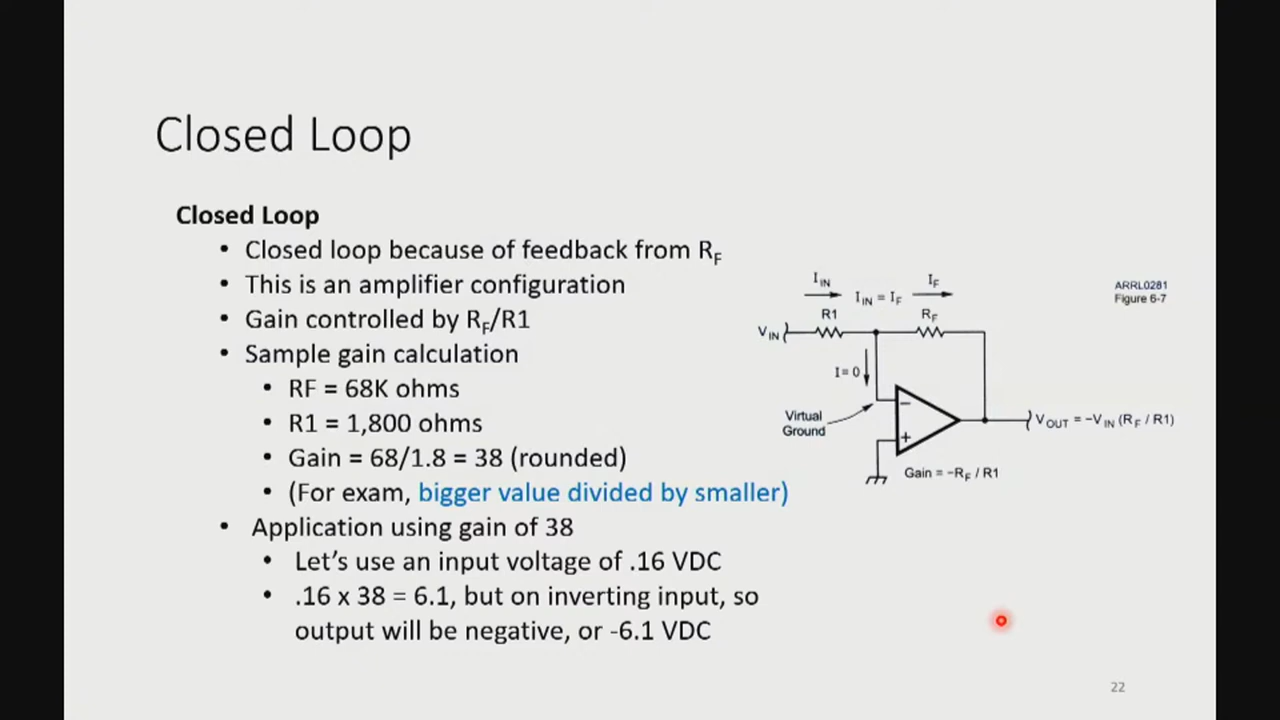 Closed Loop
Closed Loop
• Closed loop because of feedback from RF
• This is an amplifier configuration
• Gain controlled by RF/R1
• Sample gain calculation
• RF = 68K ohms
• R1 = 1,800 ohms
• Gain = 68/1.8 = 38 (rounded)
• (For exam, bigger value divided by smaller)
• Application using gain of 38
• Let’s use an input voltage of .16 VDC
• .16 x 38 = 6.1, but on inverting input, so
output will be negative, or -6.1 VDC
IIN
IF
IIN = IF
ARRL0281
Figure 6-7
R1
RF
VIN
I = 0
Virtual
Ground
−
+
VOUT = −VIN (RF / R1)
Gain = −RF / R1
22